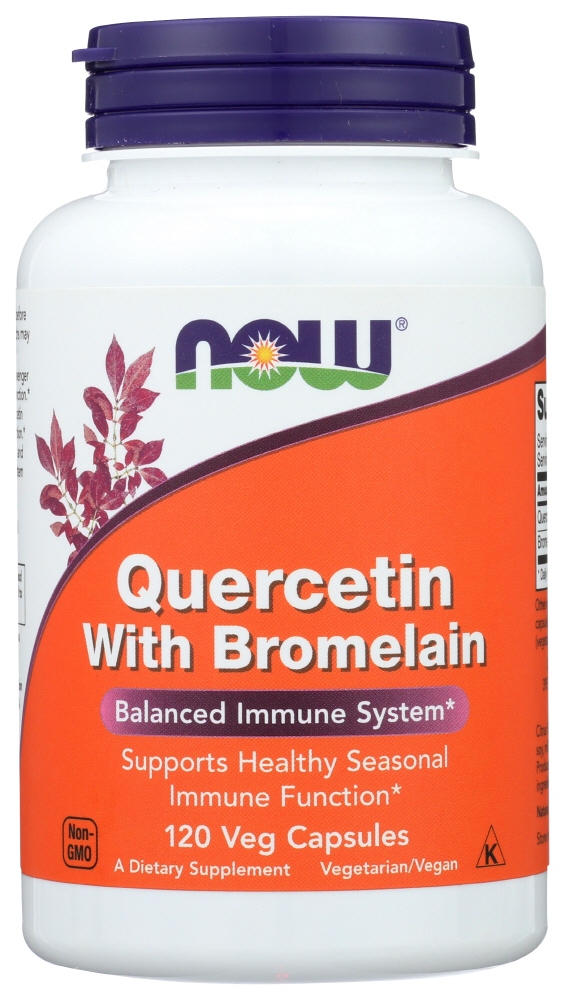 now®
Quercetin
With Bromelain
Balanced Immune System*
Supports Healthy Seasonal
Immune Function*
120 Veg Capsules
Non-
GMO
A Dietary Supplement Vegetarian/Vegan
K